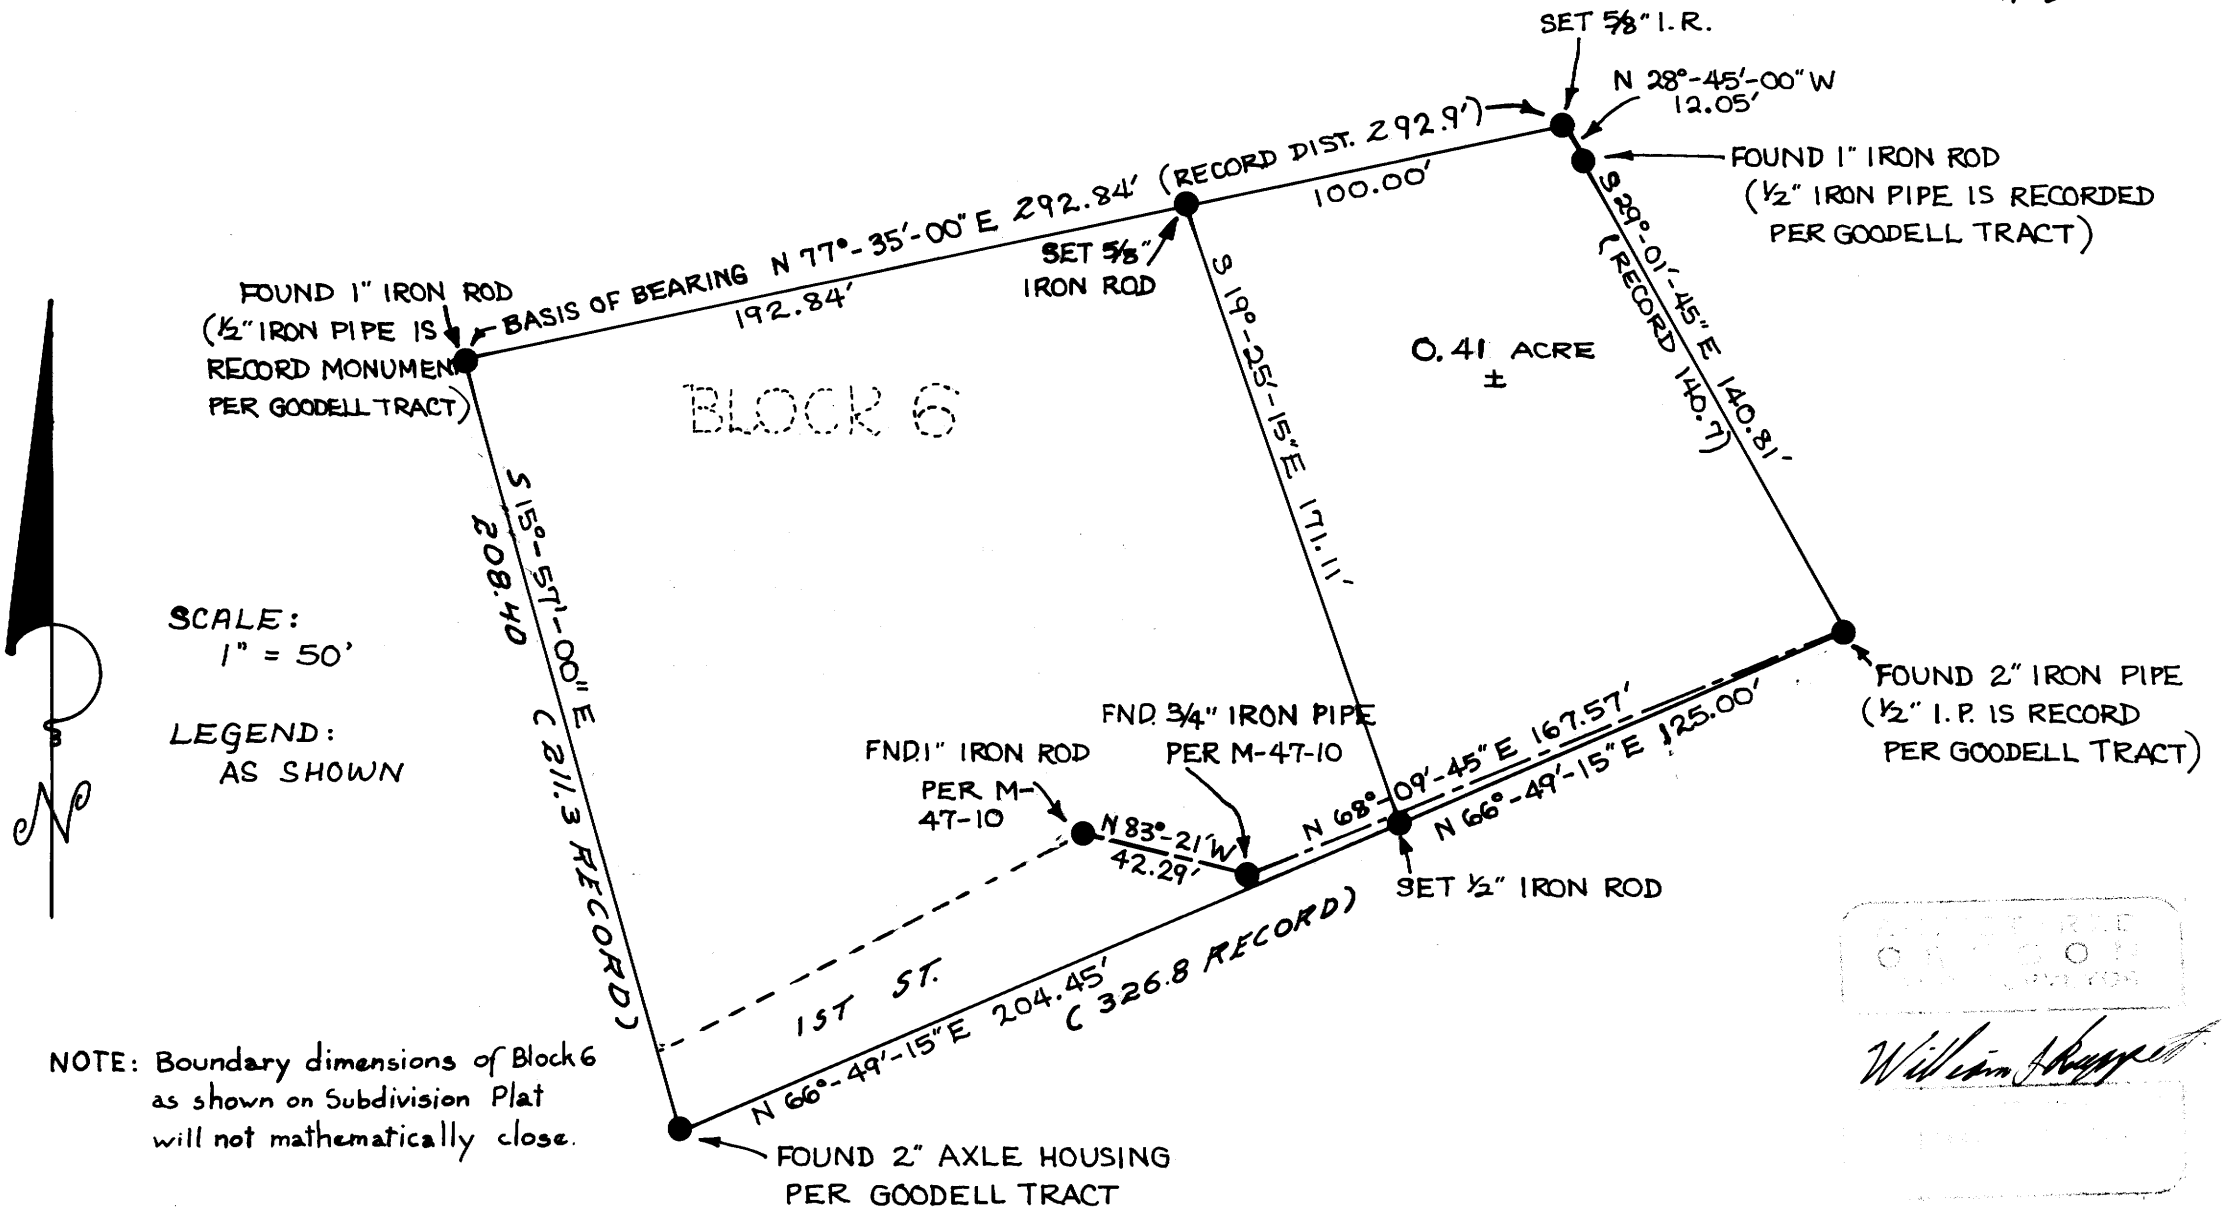 SET 5/8" I.R.
N 28°-45'-00" W
12.05'
FOUND 1" IRON ROD
(1/2" IRON PIPE IS RECORDED
PER GOODELL TRACT)
BASIS OF BEARING N 77°-35'-00" E 292.84' (RECORD DIST. 292.9')
192.84'
100.00'
SET 5/8"
IRON ROD
FOUND 1" IRON ROD
(1/2" IRON PIPE IS
RECORD MONUMENT
PER GOODELL TRACT)
S 29°-01'-45" E 140.81'
(RECORD 140.7)
S 19°-25'-15" E 171.11'
0.41 ACRE
±
BLOCK 6
S 15°-57'-00" E
208.40 (211.3 RECORD)
SCALE:
1" = 50'
LEGEND:
AS SHOWN
N
FND. 1" IRON ROD
PER M-
47-10
FND. 3/4" IRON PIPE
PER M-47-10
N 83°-21' W
42.29'
N 68°-09'-45" E 167.57'
N 66°-49'-15" E 125.00'
FOUND 2" IRON PIPE
(1/2" I.P. IS RECORD
PER GOODELL TRACT)
SET 1/2" IRON ROD
1ST ST.
N 66°-49'-15" E 204.45'
(326.8 RECORD)
NOTE: Boundary dimensions of Block 6
as shown on Subdivision Plat
will not mathematically close.
FOUND 2" AXLE HOUSING
PER GOODELL TRACT
OREGON
William